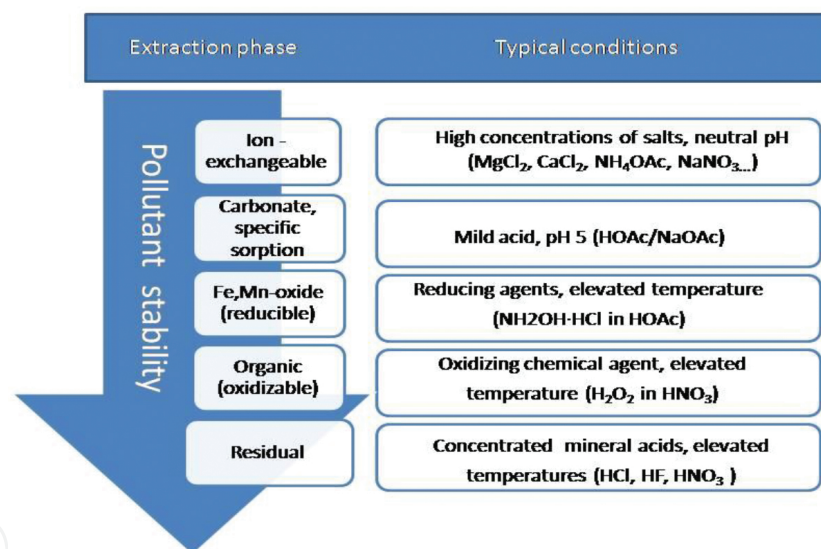 Extraction phase
Typical conditions
Pollutant stability
Ion -
exchangeable
High concentrations of salts, neutral pH
(MgCl₂, CaCl₂, NH₄OAc, NaNO₃...)
Carbonate,
specific
sorption
Mild acid, pH 5 (HOAc/NaOAc)
Fe,Mn-oxide
(reducible)
Reducing agents, elevated temperature
(NH2OH·HCl in HOAc)
Organic
(oxidizable)
Oxidizing chemical agent, elevated
temperature (H₂O₂ in HNO₃)
Residual
Concentrated mineral acids, elevated
temperatures (HCl, HF, HNO₃ )